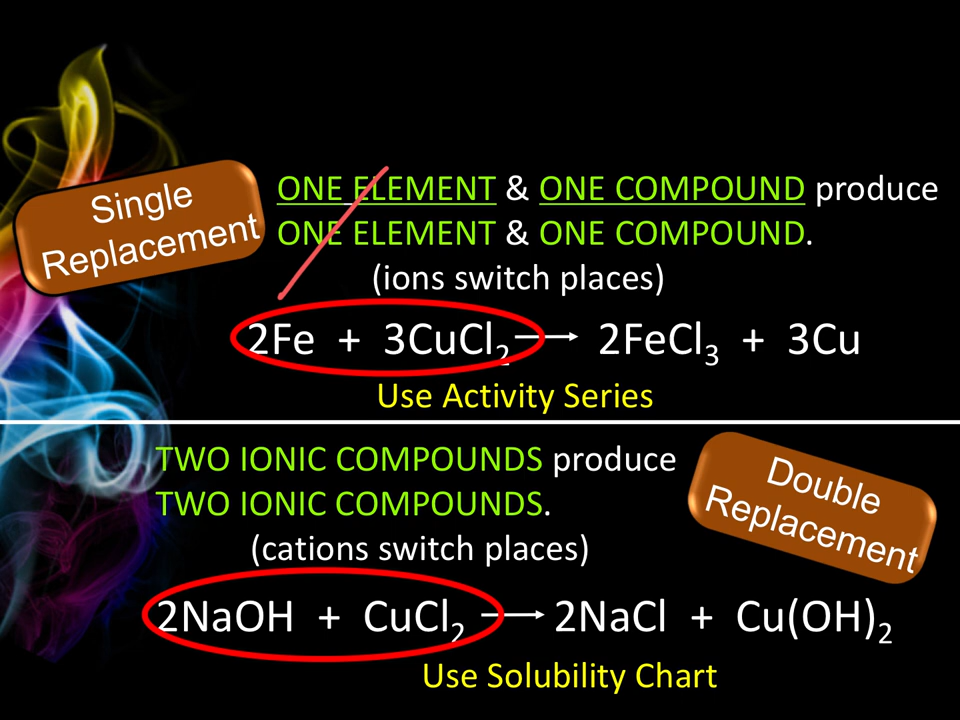 Single
Replacement
ONE ELEMENT & ONE COMPOUND produce
ONE ELEMENT & ONE COMPOUND.
(ions switch places)
2Fe + 3CuCl₂ → 2FeCl₃ + 3Cu
Use Activity Series
TWO IONIC COMPOUNDS produce
TWO IONIC COMPOUNDS.
(cations switch places)
Double
Replacement
2NaOH + CuCl₂ → 2NaCl + Cu(OH)₂
Use Solubility Chart